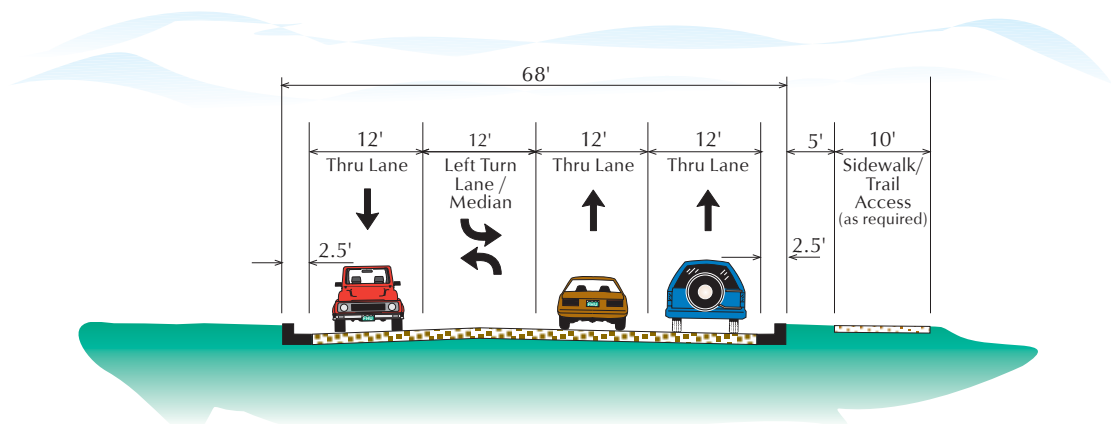 68'
12'
12'
12'
12'
5'
10'
Thru Lane
Left Turn
Lane /
Median
Thru Lane
Thru Lane
Sidewalk/
Trail
Access
(as required)
2.5'
2.5'